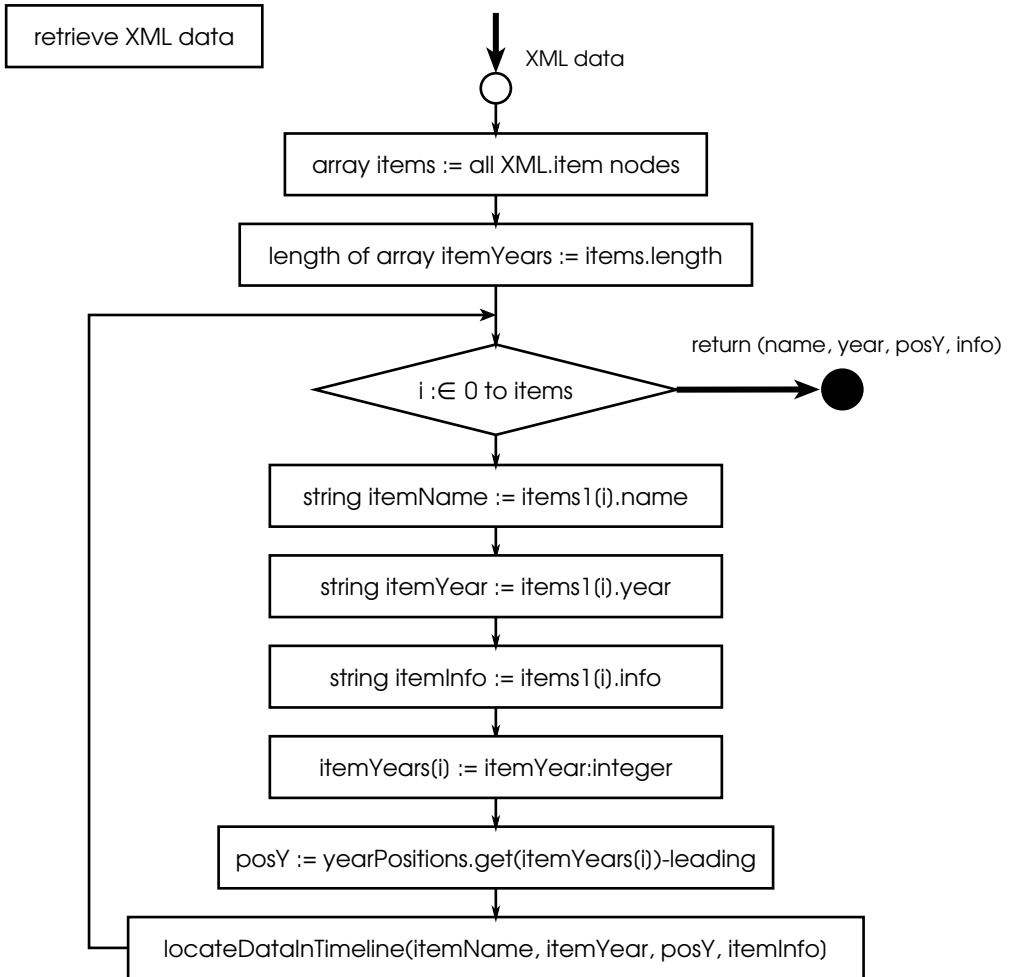 retrieve XML data
XML data
array items := all XML.item nodes
length of array itemYears := items.length
return (name, year, posY, info)
i :∈ 0 to items
string itemName := items1(i).name
string itemYear := items1(i).year
string itemInfo := items1(i).info
itemYears(i) := itemYear:integer
posY := yearPositions.get(itemYears(i))-leading
locateDataInTimeline(itemName, itemYear, posY, itemInfo)